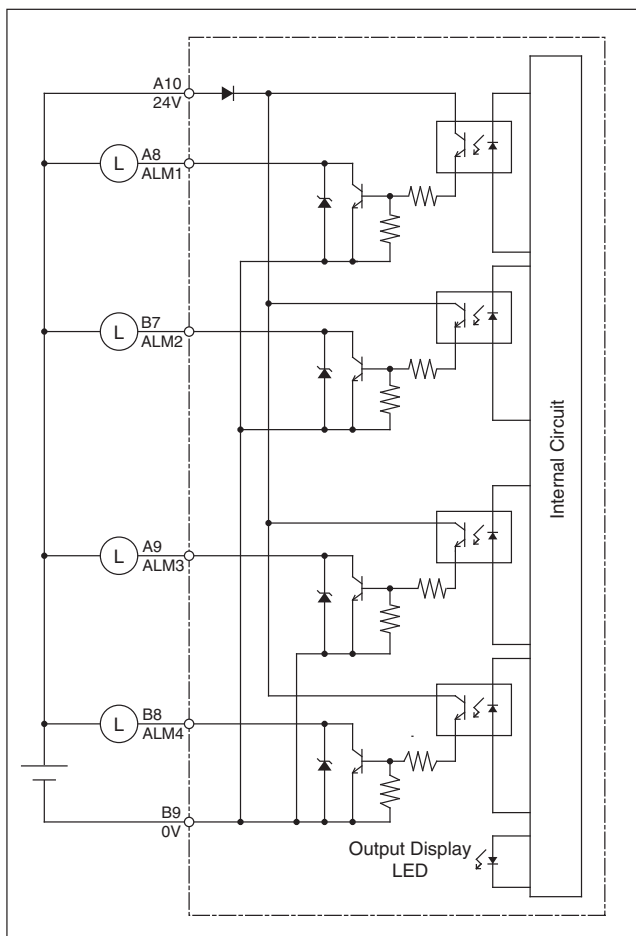 A10
24V
L
A8
ALM1
L
B7
ALM2
L
A9
ALM3
L
B8
ALM4
B9
0V
Output Display
LED
Internal Circuit